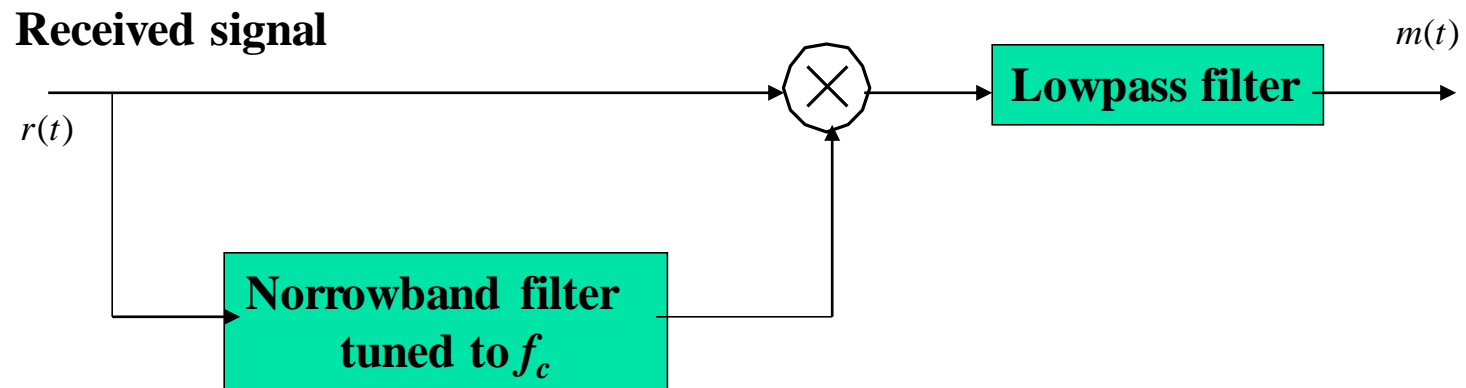 Received signal
m(t)
Lowpass filter
r(t)
Norrowband filter
tuned to f_c